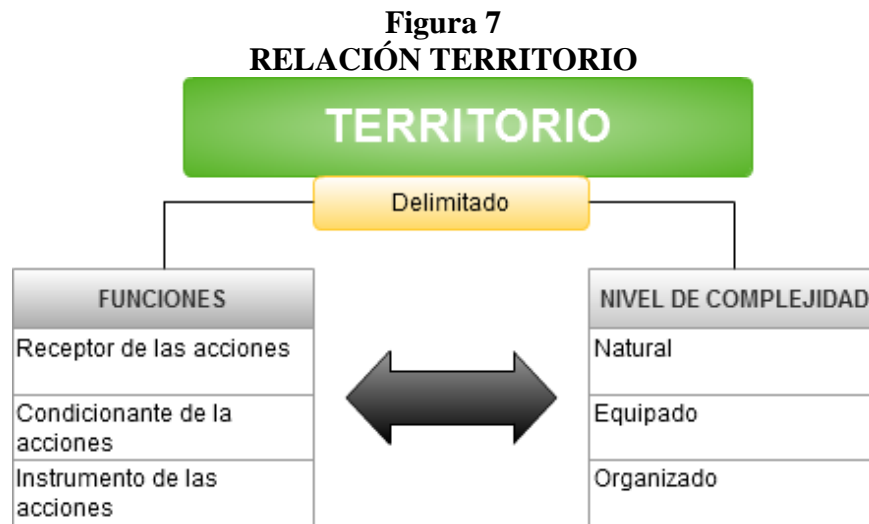 Figura 7
RELACIÓN TERRITORIO
TERRITORIO
Delimitado
FUNCIONES
Receptor de las acciones
Condicionante de la
acciones
Instrumento de las
acciones
NIVEL DE COMPLEJIDAD
Natural
Equipado
Organizado